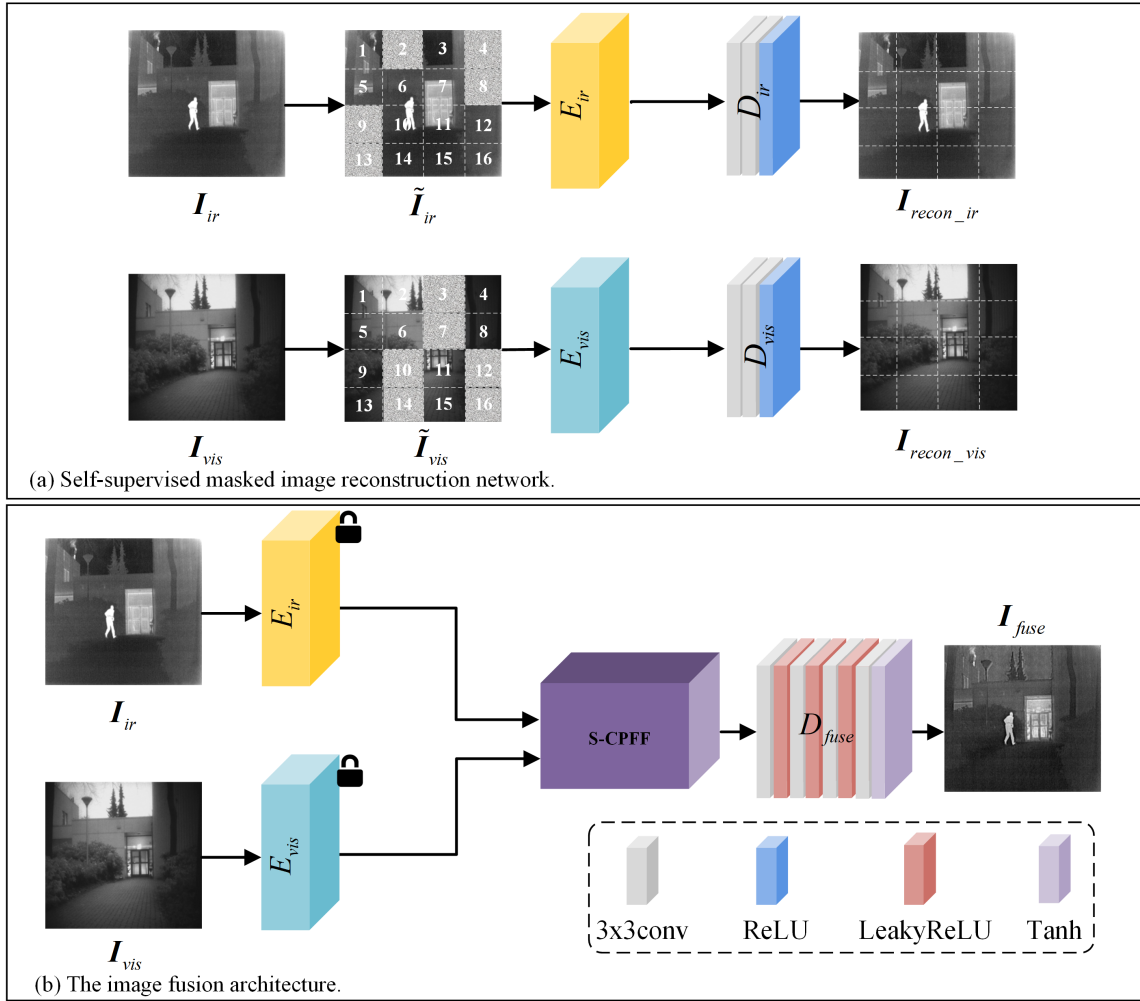 1 2 3 4
5 6 7 8
9 10 11 12
13 14 15 16
E_ir
D_ir
I_ir
Ĩ_ir
I_recon_ir
1 2 3 4
5 6 7 8
9 10 11 12
13 14 15 16
E_vis
D_vis
I_vis
Ĩ_vis
I_recon_vis
(a) Self-supervised masked image reconstruction network.
E_ir
I_ir
I_fuse
S-CPFF
D_fuse
E_vis
I_vis
3x3conv ReLU LeakyReLU Tanh
(b) The image fusion architecture.